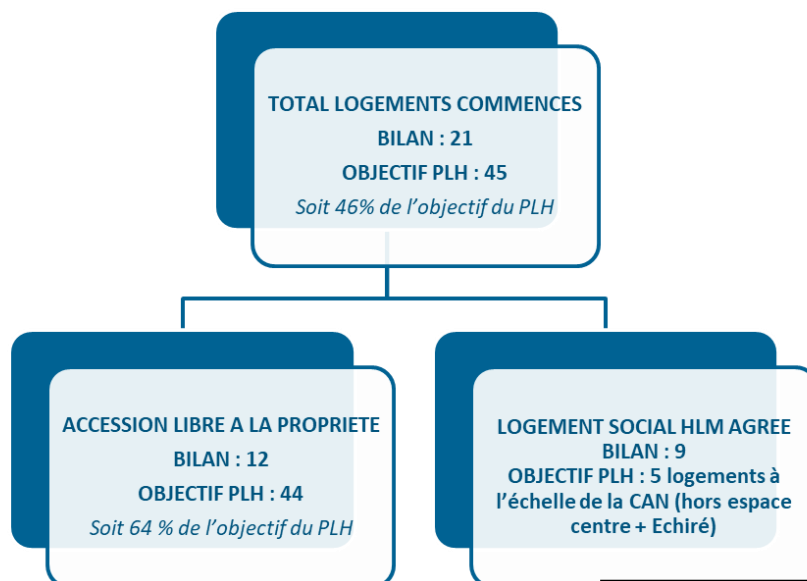 TOTAL LOGEMENTS COMMENCES
BILAN : 21
OBJECTIF PLH : 45
Soit 46% de l’objectif du PLH
ACCESSION LIBRE A LA PROPRIETE
BILAN : 12
OBJECTIF PLH : 44
Soit 64 % de l’objectif du PLH
LOGEMENT SOCIAL HLM AGREE
BILAN : 9
OBJECTIF PLH : 5 logements à
l’échelle de la CAN (hors espace
centre + Echiré)